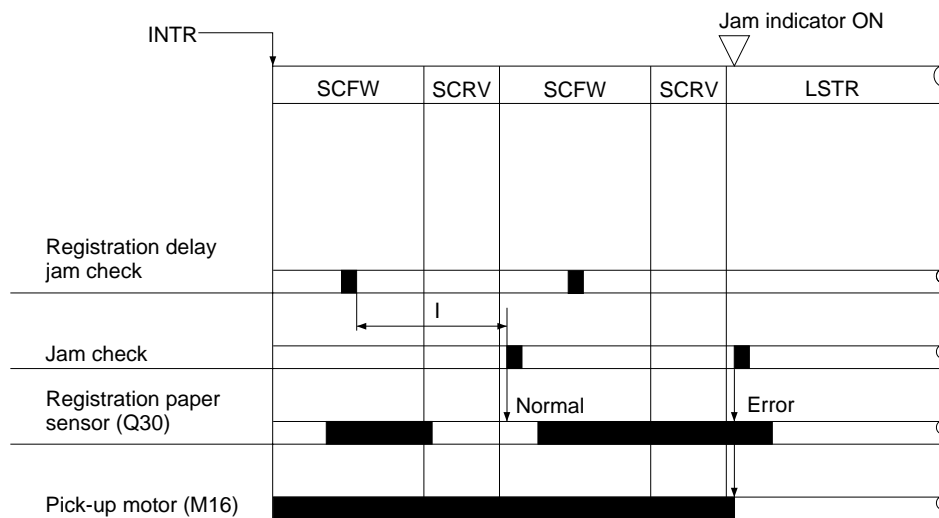 Jam indicator ON
INTR
SCFW SCRV SCFW SCRV LSTR
Registration delay
jam check
I
Jam check
Registration paper
sensor (Q30)
Normal
Error
Pick-up motor (M16)